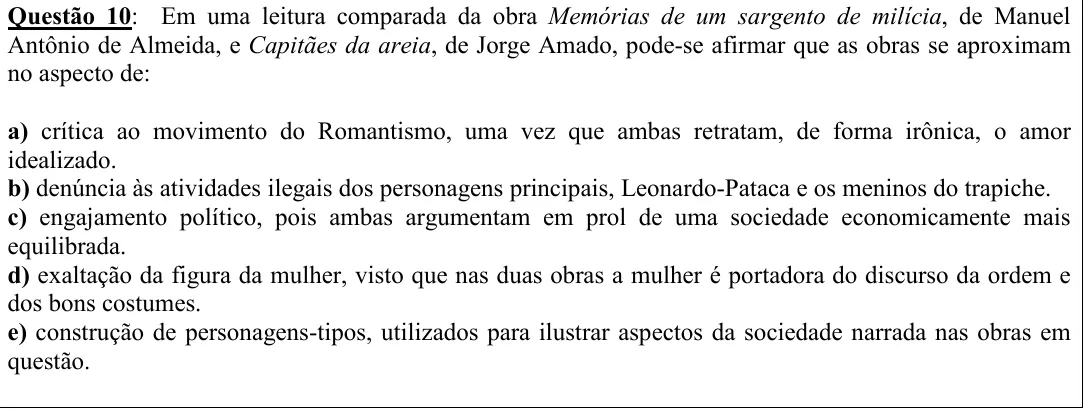 Questão 10: Em uma leitura comparada da obra Memórias de um sargento de milícia, de Manuel
Antônio de Almeida, e Capitães da areia, de Jorge Amado, pode-se afirmar que as obras se aproximam
no aspecto de:
a) crítica ao movimento do Romantismo, uma vez que ambas retratam, de forma irônica, o amor
idealizado.
b) denúncia às atividades ilegais dos personagens principais, Leonardo-Pataca e os meninos do trapiche.
c) engajamento político, pois ambas argumentam em prol de uma sociedade economicamente mais
equilibrada.
d) exaltação da figura da mulher, visto que nas duas obras a mulher é portadora do discurso da ordem e
dos bons costumes.
e) construção de personagens-tipos, utilizados para ilustrar aspectos da sociedade narrada nas obras em
questão.